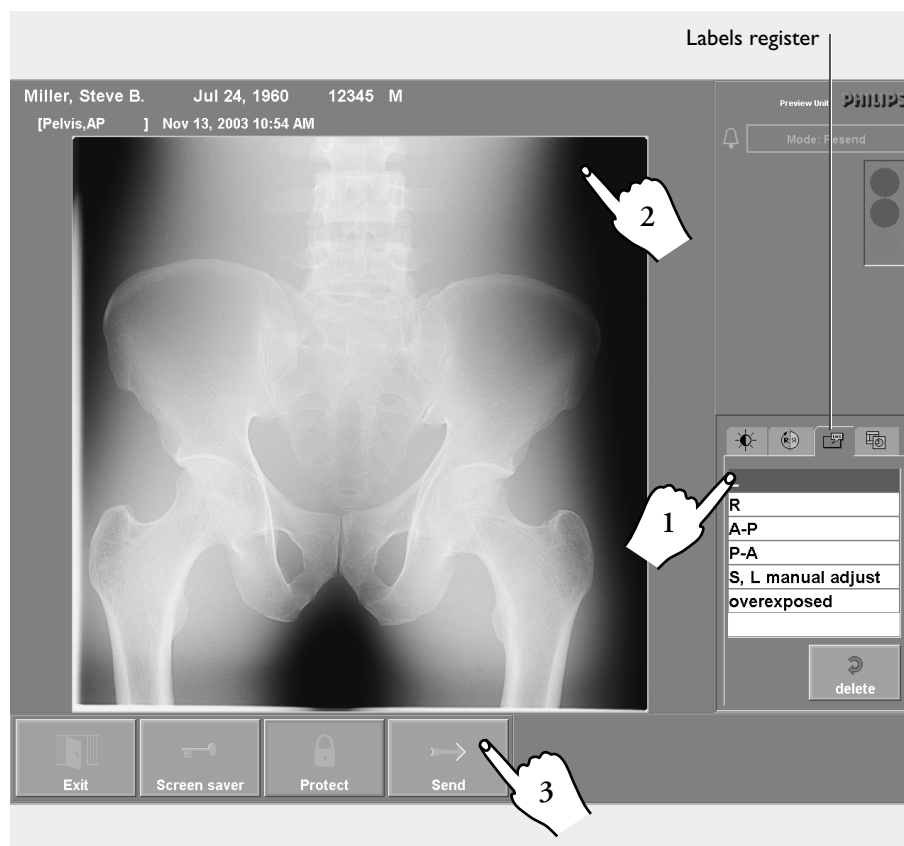 Labels register
Miller, Steve B. Jul 24, 1960 12345 M
[Pelvis,AP ] Nov 13, 2003 10:54 AM
Preview Unit PHILIPS
Mode: Resend
2
L
1
R
A-P
P-A
S, L manual adjust
overexposed
delete
Exit
Screen saver
Protect
Send
3